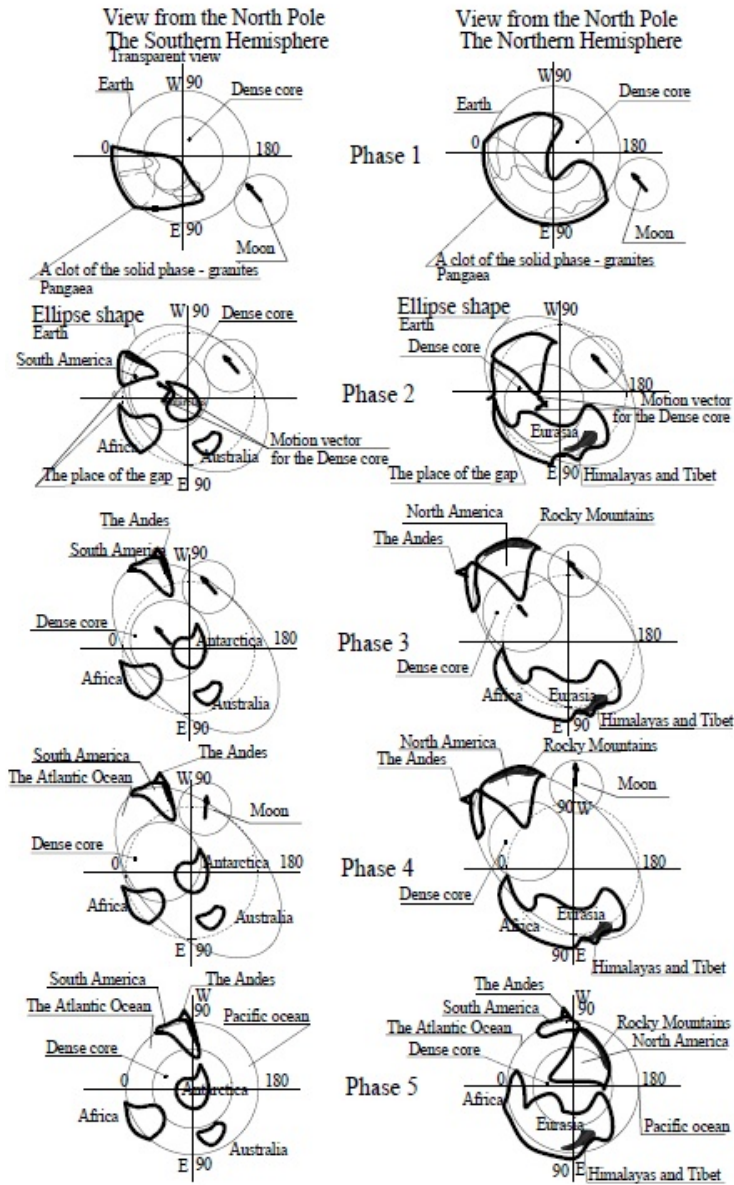 View from the North Pole
The Southern Hemisphere
Transparent view
Earth
W 90
Dense core
0
180
E 90
Moon
A clot of the solid phase - granites
Pangaea
View from the North Pole
The Northern Hemisphere
W 90
Dense core
Earth
0
180
E 90
Moon
A clot of the solid phase - granites
Pangaea
Phase 1
Ellipse shape
Earth
W 90
Dense core
South America
Africa
Australia
Motion vector
for the Dense core
The place of the gap
E 90
Phase 2
Ellipse shape
Earth
W 90
Dense core
180
Motion vector
for the Dense core
Eurasia
The place of the gap
E 90
Himalayas and Tibet
The Andes
South America
W 90
Dense core
0
Antarctica
180
Africa
Australia
E 90
Phase 3
North America
Rocky Mountains
The Andes
180
Dense core
Africa
Eurasia
E 90
Himalayas and Tibet
South America
The Andes
The Atlantic Ocean
W 90
Moon
Dense core
0
Antarctica
180
Africa
Australia
E 90
Phase 4
North America
Rocky Mountains
The Andes
Moon
90 W
0
180
Dense core
Africa
Eurasia
90 E
Himalayas and Tibet
South America
The Andes
The Atlantic Ocean
W
90
Pacific ocean
Dense core
0
Antarctica
180
Africa
Australia
E 90
Phase 5
The Andes
W
90
South America
The Atlantic Ocean
Rocky Mountains
North America
Dense core
0
180
Africa
Eurasia
Pacific ocean
90 E
Himalayas and Tibet